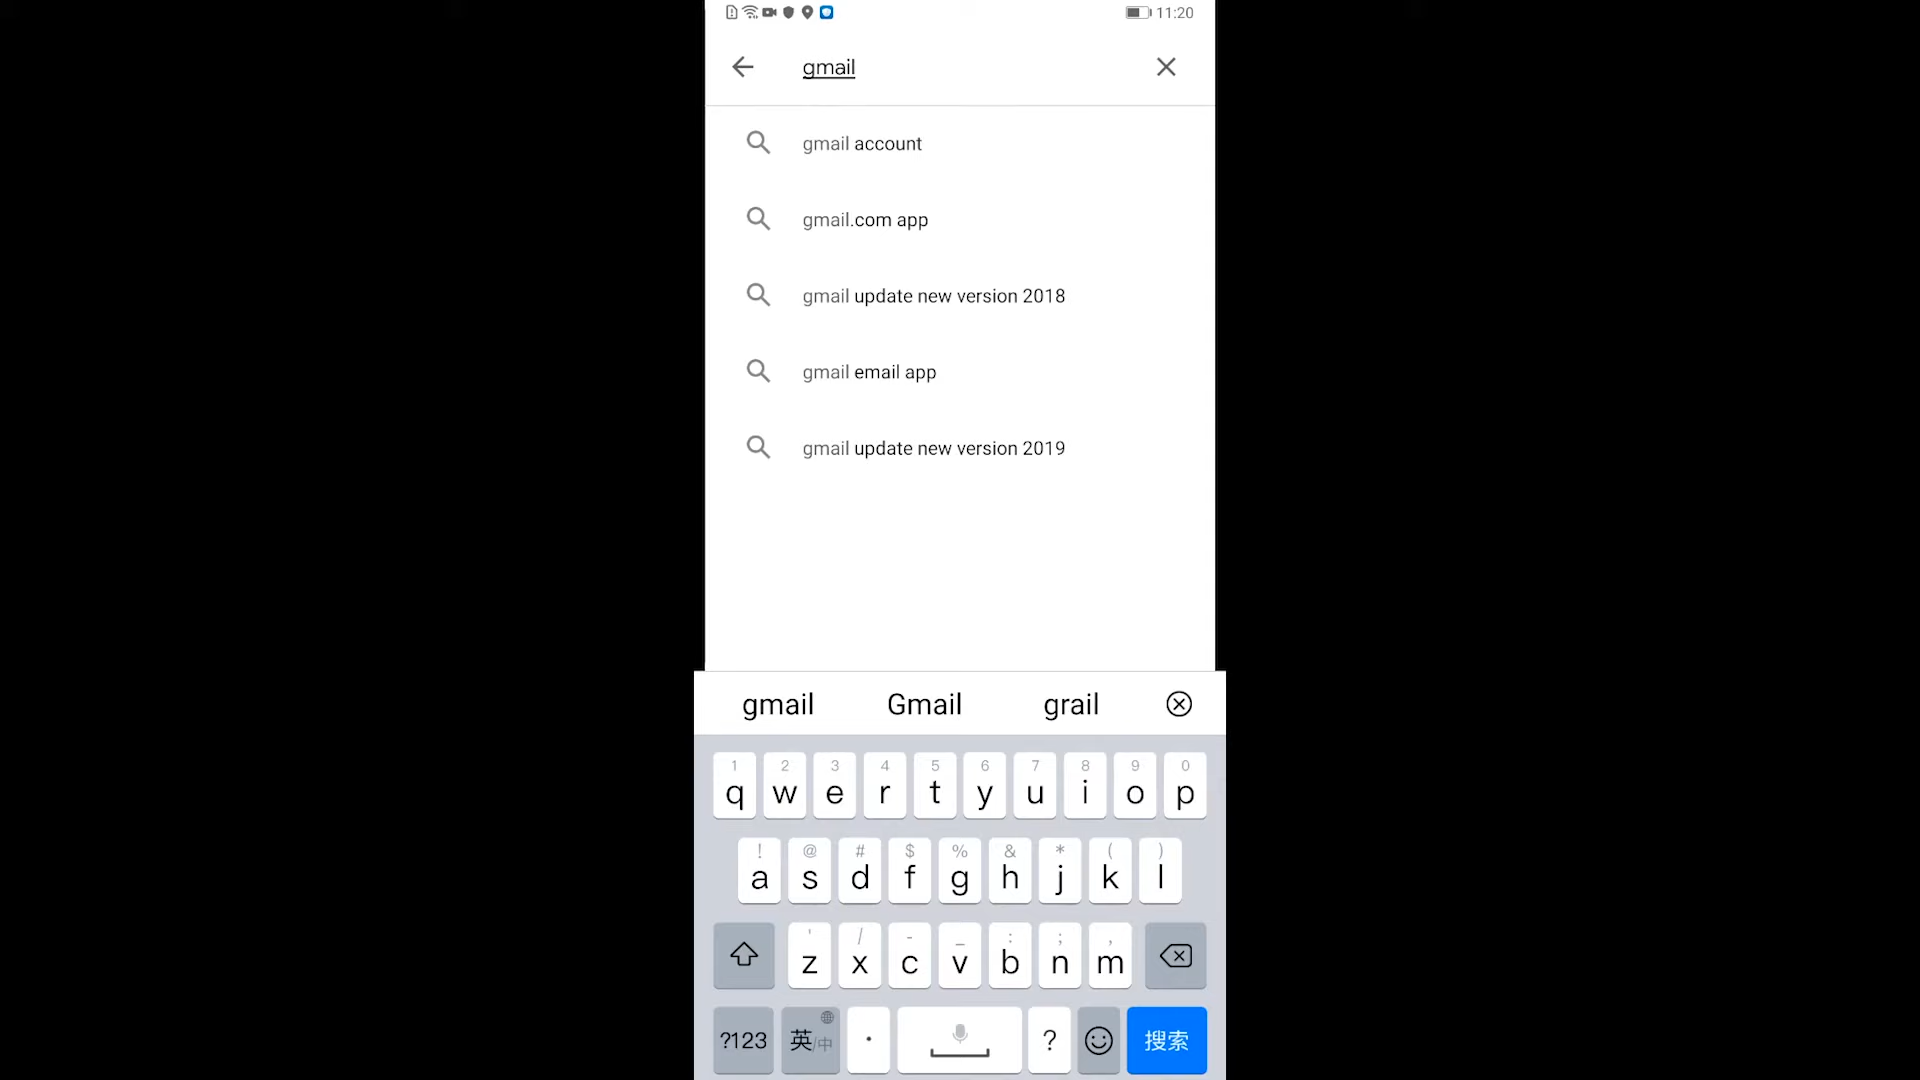 11:20
gmail
gmail account
gmail.com app
gmail update new version 2018
gmail email app
gmail update new version 2019
gmail Gmail grail
1 2 3 4 5 6 7 8 9 0
q w e r t y u i o p
! @ # $ % & * ( )
a s d f g h j k l
' / - _ : ; ,
z x c v b n m
?123 英/中 · ? 搜索